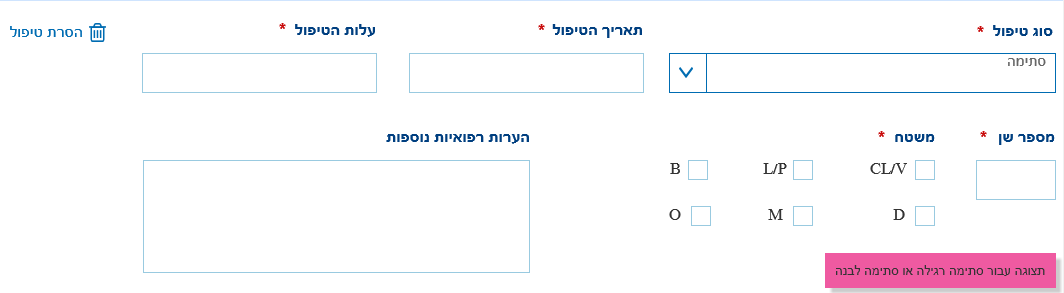 סוג טיפול *
תאריך הטיפול *
עלות הטיפול *
הסרת טיפול
סתימה
מספר שן *
משטח *
הערות רפואיות נוספות
CL/V
L/P
B
D
M
O
תצוגה עבור סתימה רגילה או סתימה לבנה